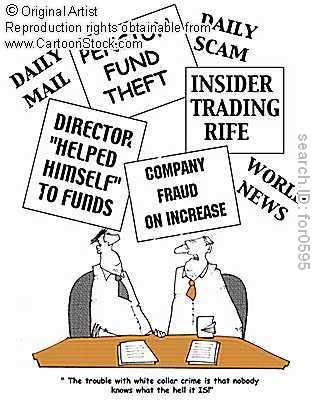 © Original Artist
Reproduction rights obtainable from
www.CartoonStock.com
DAILY
MAIL
PENSION
FUND
THEFT
DAILY
SCAM
INSIDER
TRADING
RIFE
DIRECTOR
"HELPED
HIMSELF"
TO FUNDS
COMPANY
FRAUD
ON INCREASE
WORLD
NEWS
search ID: for0595
" The trouble with white collar crime is that nobody
knows what the hell it IS!"